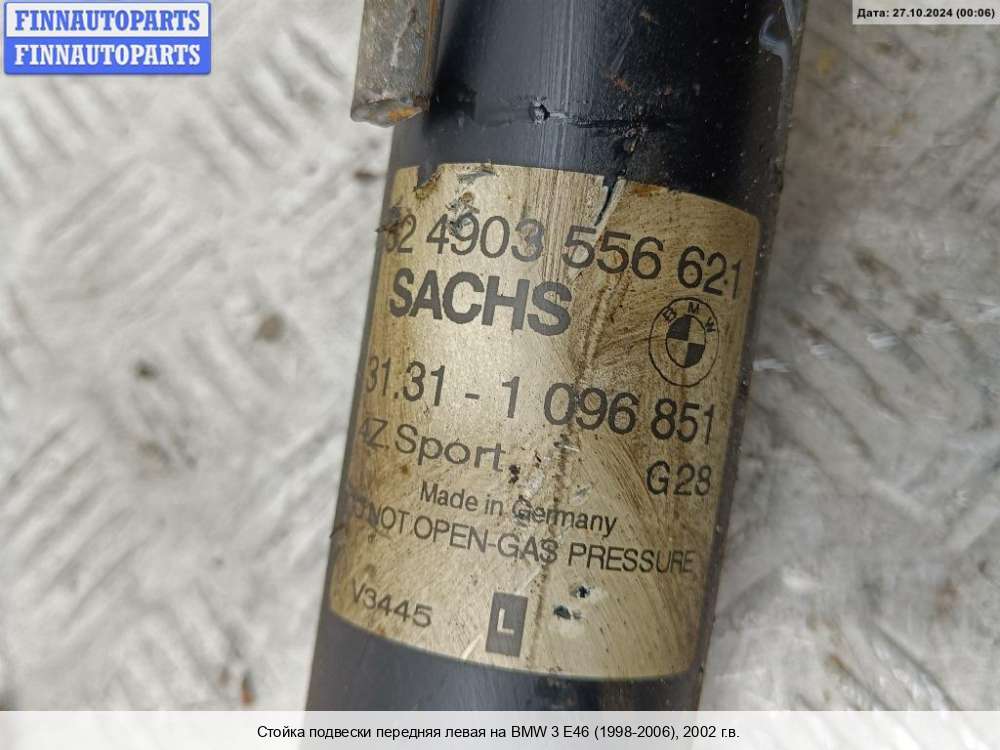 FINNAUTOPARTS
FINNAUTOPARTS
Дата: 27.10.2024 (00:06)
32 4903 556 621
SACHS
BMW
31.31 - 1 096 851
Sport
G28
Made in Germany
NOT OPEN-GAS PRESSURE
V3445
L
Стойка подвески передняя левая на BMW 3 E46 (1998-2006), 2002 г.в.